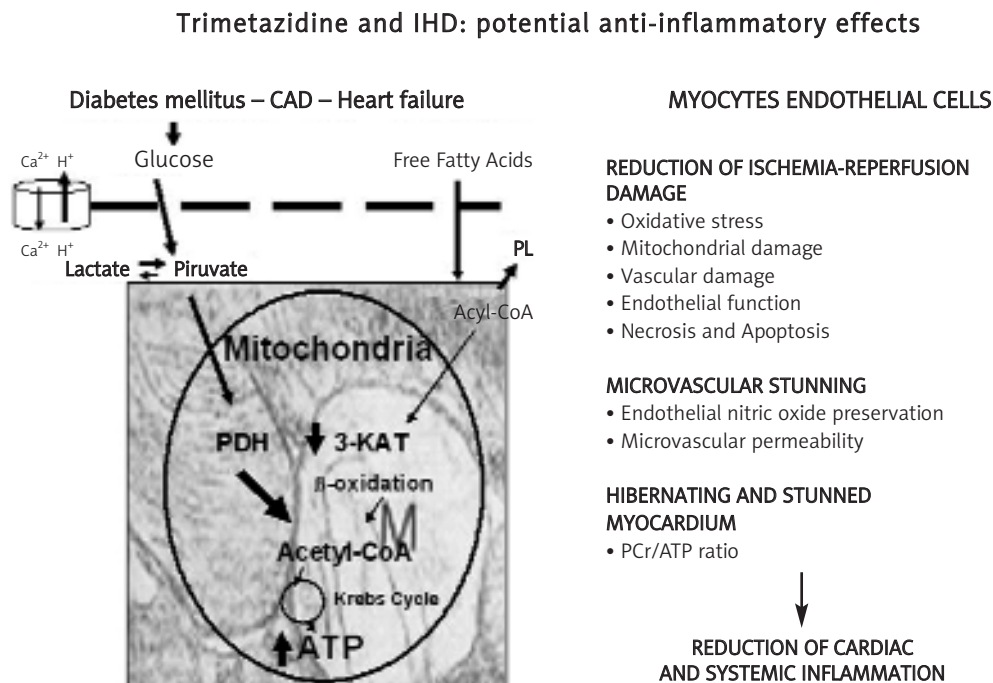 Trimetazidine and IHD: potential anti-inflammatory effects
Diabetes mellitus – CAD – Heart failure
Ca²⁺ H⁺
Glucose
Free Fatty Acids
Ca²⁺ H⁺
Lactate
Piruvate
PL
Acyl-CoA
Mitochondria
PDH
3-KAT
ß-oxidation
M
Acetyl-CoA
Krebs Cycle
ATP
MYOCYTES ENDOTHELIAL CELLS
REDUCTION OF ISCHEMIA-REPERFUSION
DAMAGE
• Oxidative stress
• Mitochondrial damage
• Vascular damage
• Endothelial function
• Necrosis and Apoptosis
MICROVASCULAR STUNNING
• Endothelial nitric oxide preservation
• Microvascular permeability
HIBERNATING AND STUNNED
MYOCARDIUM
• PCr/ATP ratio
REDUCTION OF CARDIAC
AND SYSTEMIC INFLAMMATION